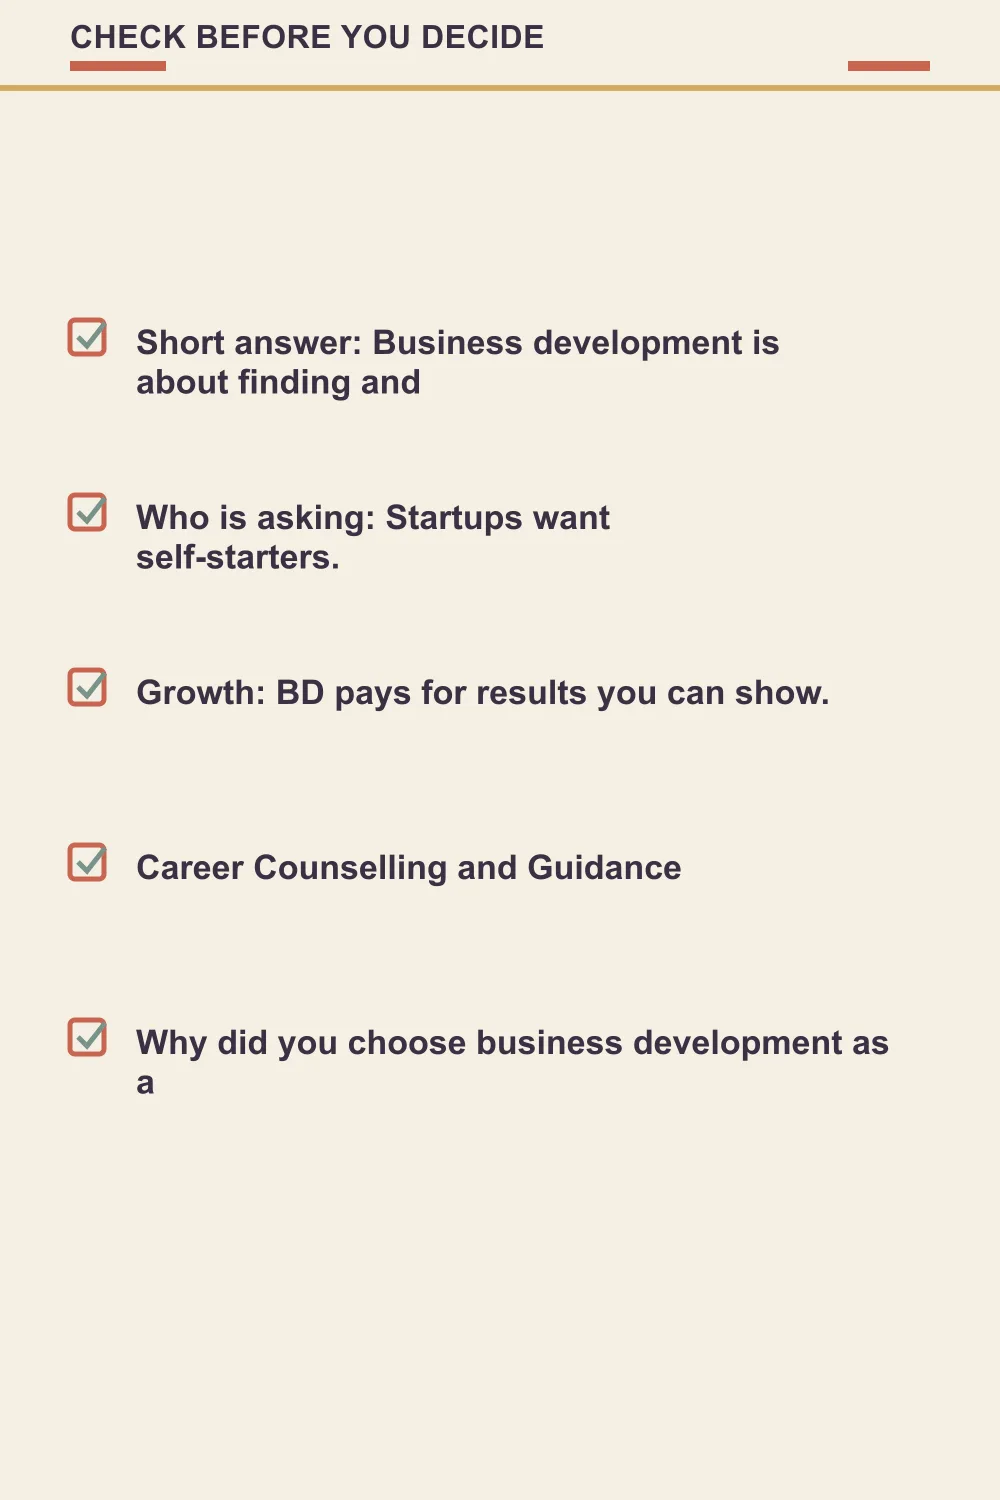 CHECK BEFORE YOU DECIDE
Short answer: Business development is
about finding and
Who is asking: Startups want
self-starters.
Growth: BD pays for results you can show.
Career Counselling and Guidance
Why did you choose business development as
a